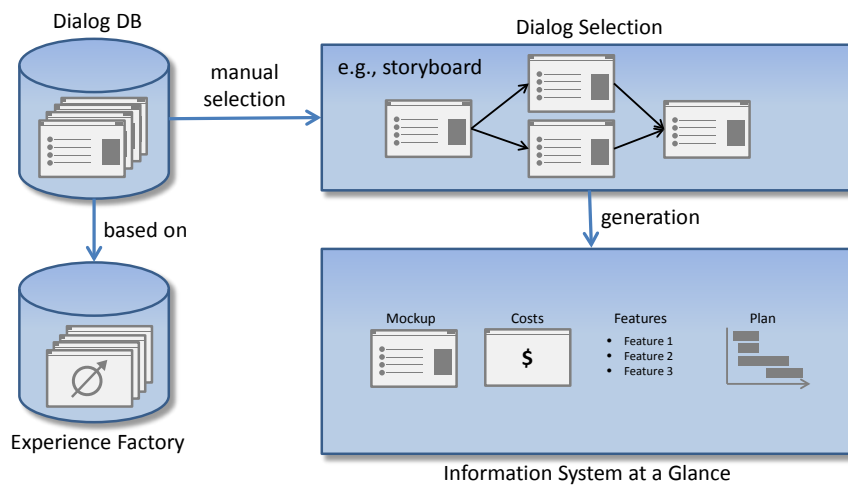 Dialog DB
Dialog Selection
manual
selection
e.g., storyboard
based on
generation
Mockup
Costs
Features
Plan
$
• Feature 1
• Feature 2
• Feature 3
Experience Factory
Information System at a Glance